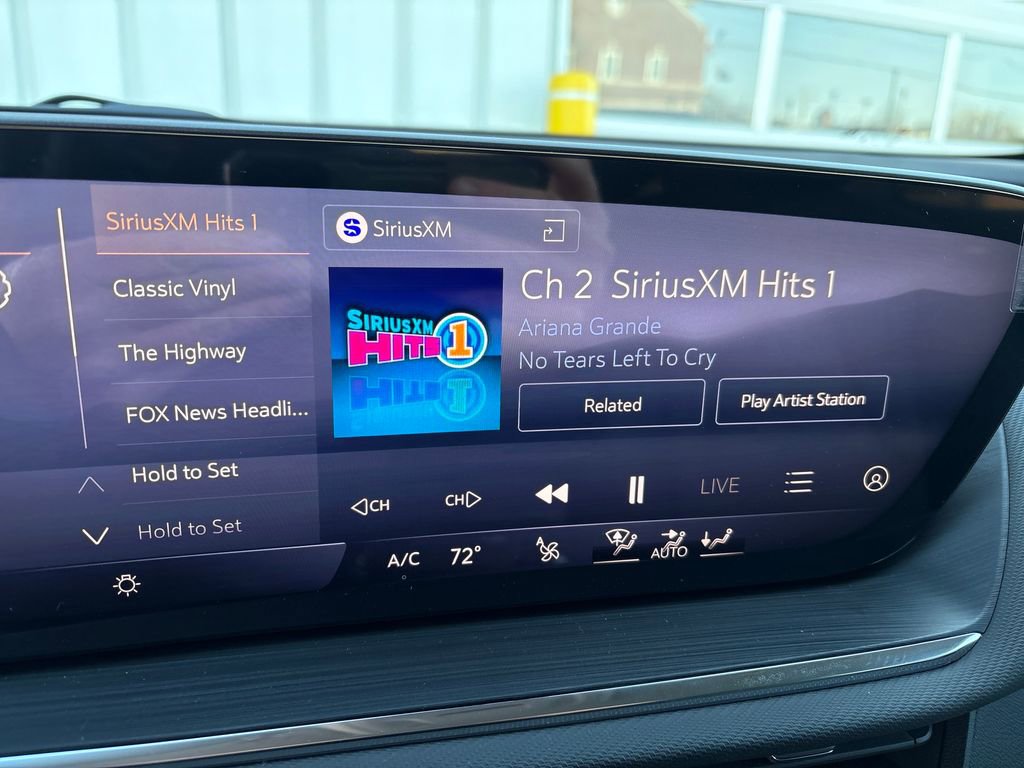 SiriusXM Hits 1
Classic Vinyl
The Highway
FOX News Headli...
Hold to Set
Hold to Set
SiriusXM
SIRIUSXM
HITS 1
Ch 2 SiriusXM Hits 1
Ariana Grande
No Tears Left To Cry
Related
Play Artist Station
CH
CH
LIVE
A/C
72°
A
AUTO